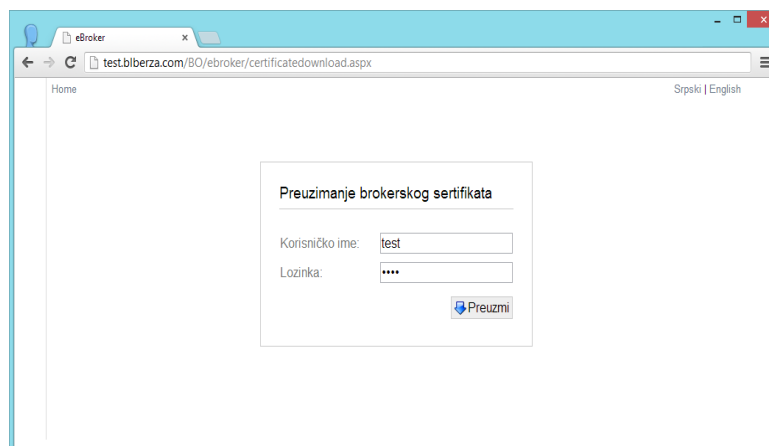 eBroker
test.blberza.com/BO/ebroker/certificatedownload.aspx
Home
Srpski | English
Preuzimanje brokerskog sertifikata
Korisničko ime: test
Lozinka: ••••
Preuzmi